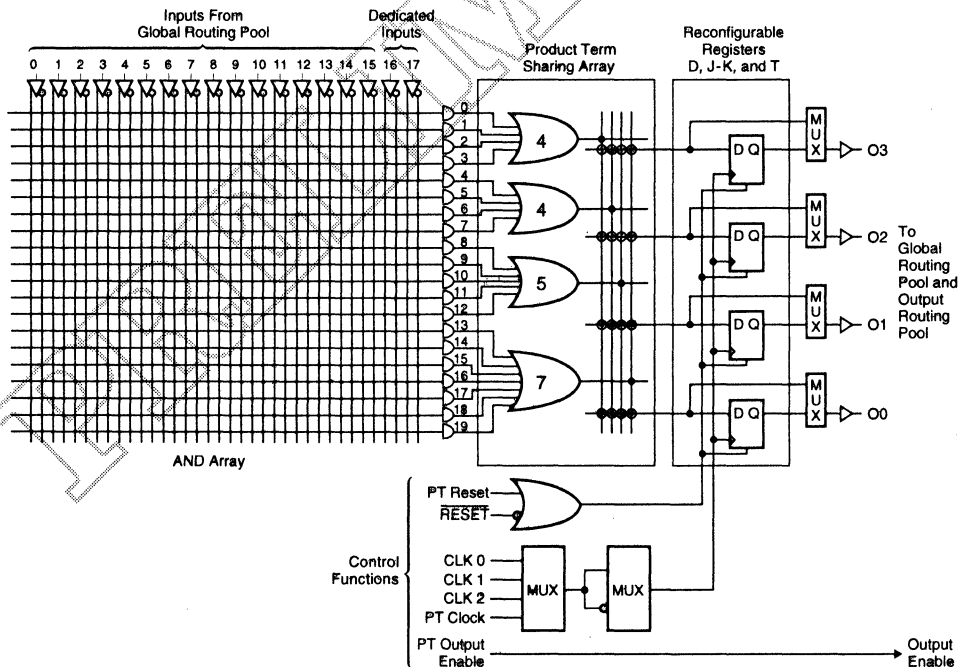 Inputs From
Global Routing Pool
Dedicated
Inputs
0 1 2 3 4 5 6 7 8 9 10 11 12 13 14 15 16 17
Product Term
Sharing Array
Reconfigurable
Registers
D, J-K, and T
0
1
2
3
4
5
6
7
8
9
10
11
12
13
14
15
16
17
18
19
4
4
5
7
D Q
D Q
D Q
D Q
MUX
MUX
MUX
MUX
O3
O2
O1
O0
To
Global
Routing
Pool and
Output
Routing
Pool
AND Array
PRELIM
Control
Functions
PT Reset
RESET
CLK 0
CLK 1
CLK 2
PT Clock
MUX
MUX
PT Output
Enable
Output
Enable